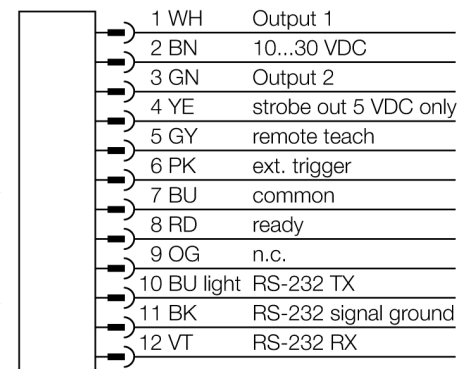 1 WH Output 1
2 BN 10...30 VDC
3 GN Output 2
4 YE strobe out 5 VDC only
5 GY remote teach
6 PK ext. trigger
7 BU common
8 RD ready
9 OG n.c.
10 BU light RS-232 TX
11 BK RS-232 signal ground
12 VT RS-232 RX